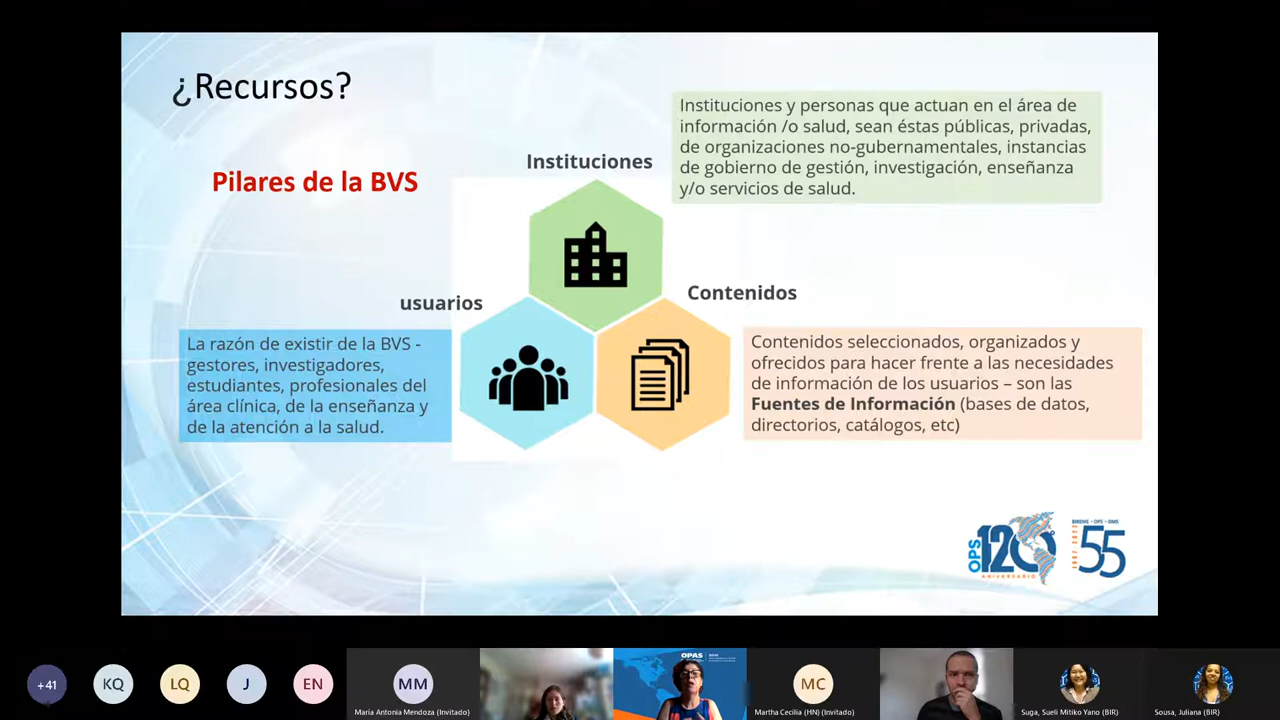 ¿Recursos?
Pilares de la BVS
Instituciones
Instituciones y personas que actuan en el área de
información /o salud, sean éstas públicas, privadas,
de organizaciones no-gubernamentales, instancias
de gobierno de gestión, investigación, enseñanza
y/o servicios de salud.
usuarios
La razón de existir de la BVS -
gestores, investigadores,
estudiantes, profesionales del
área clínica, de la enseñanza y
de la atención a la salud.
Contenidos
Contenidos seleccionados, organizados y
ofrecidos para hacer frente a las necesidades
de información de los usuarios – son las
Fuentes de Información (bases de datos,
directorios, catálogos, etc)
OPS
120
ANIVERSARIO
BIREME - OPS - OMS
55
+41
KQ
LQ
J
EN
MM
María Antonia Mendoza (Invitado)
OPAS
MC
Martha Cecilia (HN) (Invitado)
Suga, Sueli Mitiko Yano (BIR)
Sousa, Juliana (BIR)